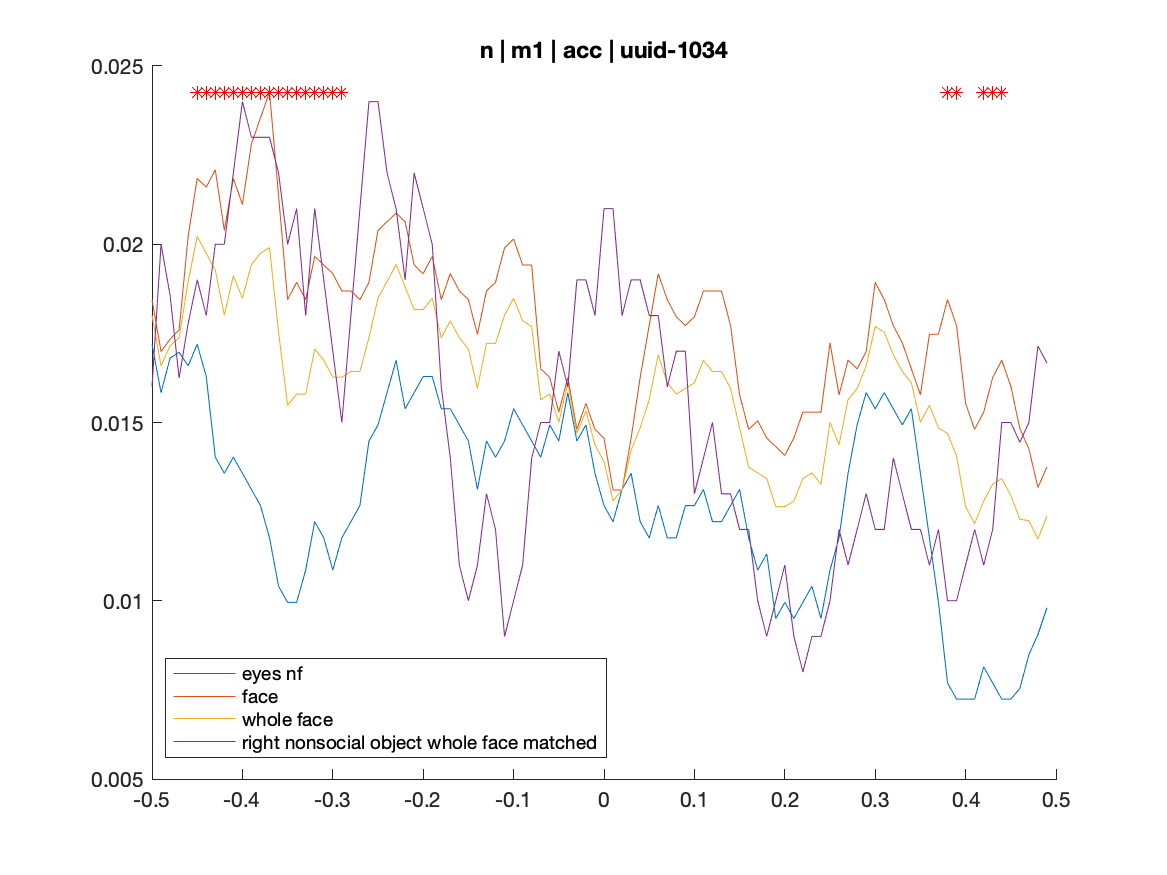 n | m1 | acc | uuid-1034
0.025
0.02
0.015
0.01
0.005
eyes nf
face
whole face
right nonsocial object whole face matched
-0.5 -0.4 -0.3 -0.2 -0.1 0 0.1 0.2 0.3 0.4 0.5